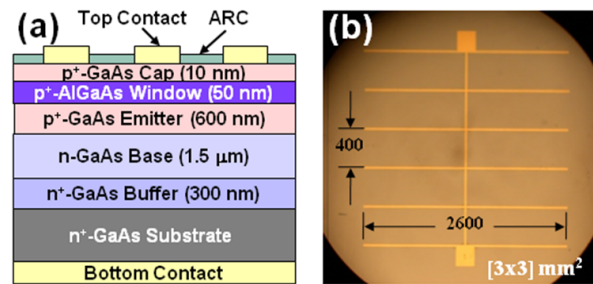 (a)
Top Contact
ARC
p⁺-GaAs Cap (10 nm)
p⁺-AlGaAs Window (50 nm)
p⁺-GaAs Emitter (600 nm)
n-GaAs Base (1.5 μm)
n⁺-GaAs Buffer (300 nm)
n⁺-GaAs Substrate
Bottom Contact
(b)
400
2600
[3x3] mm²